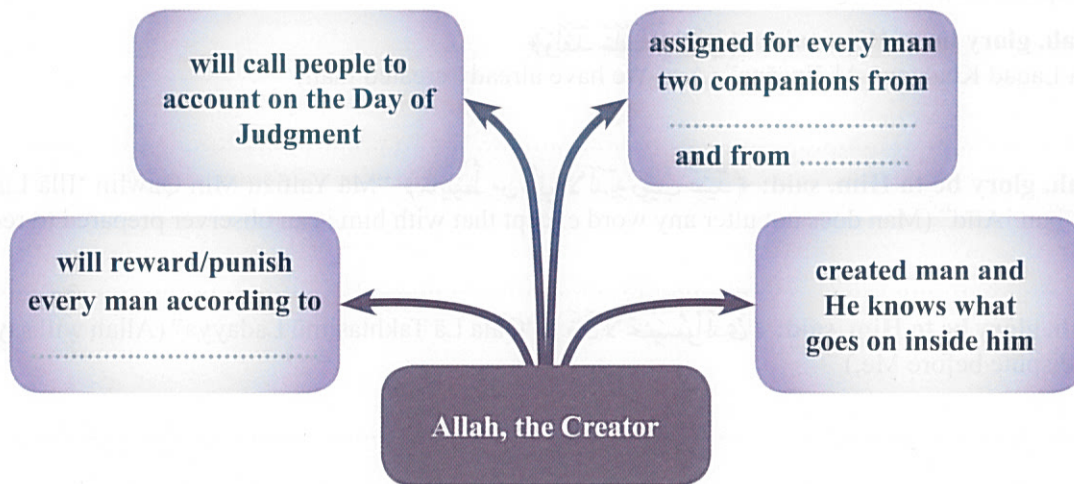 will call people to
account on the Day of
Judgment
assigned for every man
two companions from
......................................
and from .................
will reward/punish
every man according to
.............................................
created man and
He knows what
goes on inside him
Allah, the Creator